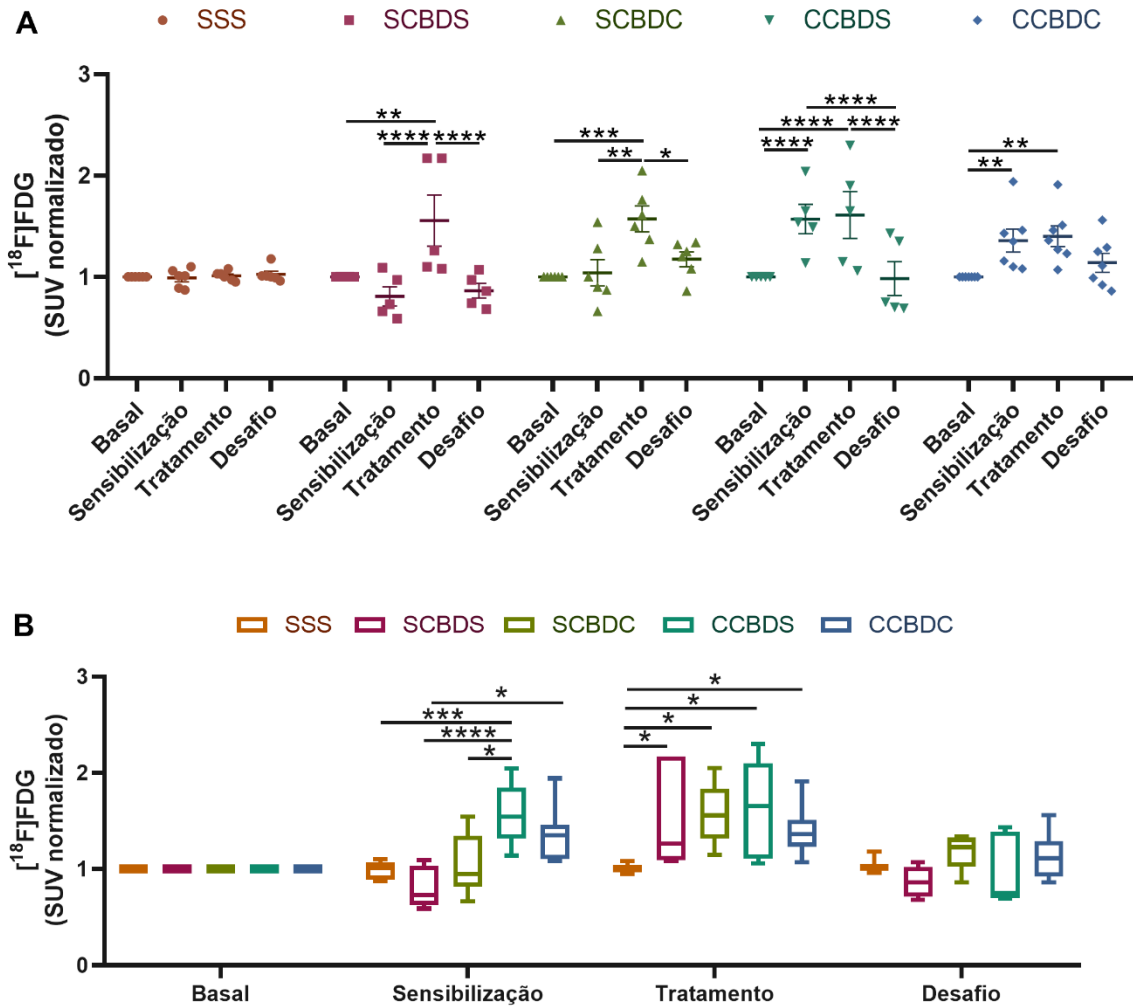 A
SSS SCBDS SCBDC CCBDS CCBDC
[¹⁸F]FDG
(SUV normalizado)
3
2
1
0
** **** ****
*** ** *
**** **** ****
** **
Basal Sensibilização Tratamento Desafio
Basal Sensibilização Tratamento Desafio
Basal Sensibilização Tratamento Desafio
Basal Sensibilização Tratamento Desafio
Basal Sensibilização Tratamento Desafio
B
SSS SCBDS SCBDC CCBDS CCBDC
[¹⁸F]FDG
(SUV normalizado)
3
2
1
0
*
***
****
*
*
*
*
*
Basal Sensibilização Tratamento Desafio